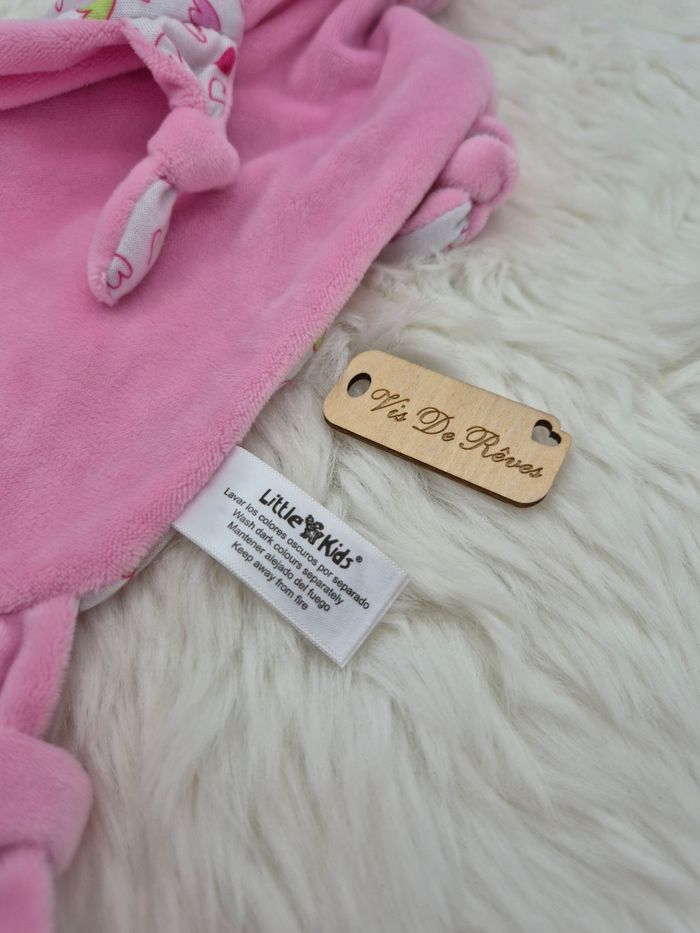 Vis De Rêves
Little Kids®
Lavar los colores oscuros por separado
Wash dark colours separately
Mantener alejado del fuego
Keep away from fire